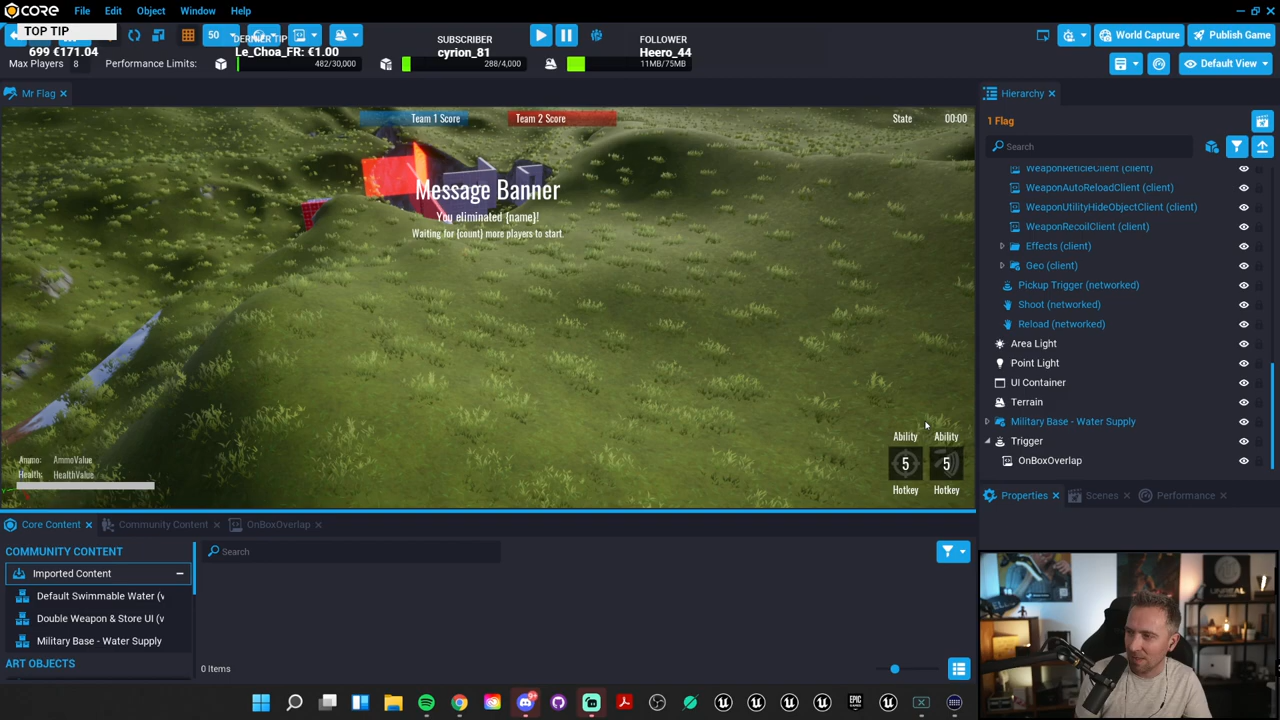 CORE
File
Edit
Object
Window
Help
TOP TIP
699 €171.04
50
DERNIER TIP
Le_Choa_FR: €1.00
SUBSCRIBER
cyrion_81
FOLLOWER
Heero_44
World Capture
Publish Game
Max Players 8
Performance Limits:
482/30,000
288/4,000
11MB/75MB
Default View
Mr Flag
Hierarchy
1 Flag
Search
Team 1 Score
Team 2 Score
State
00:00
Message Banner
You eliminated {name}!
Waiting for {count} more players to start.
WeaponReticleClient (client)
WeaponAutoReloadClient (client)
WeaponUtilityHideObjectClient (client)
WeaponRecoilClient (client)
Effects (client)
Geo (client)
Pickup Trigger (networked)
Shoot (networked)
Reload (networked)
Area Light
Point Light
UI Container
Terrain
Military Base - Water Supply
Trigger
OnBoxOverlap
Ammo: AmmoValue
Health: HealthValue
Ability
Ability
5
5
Hotkey
Hotkey
Properties
Scenes
Performance
Core Content
Community Content
OnBoxOverlap
COMMUNITY CONTENT
Imported Content
Search
Default Swimmable Water (v
Double Weapon & Store UI (v
Military Base - Water Supply
ART OBJECTS
0 Items